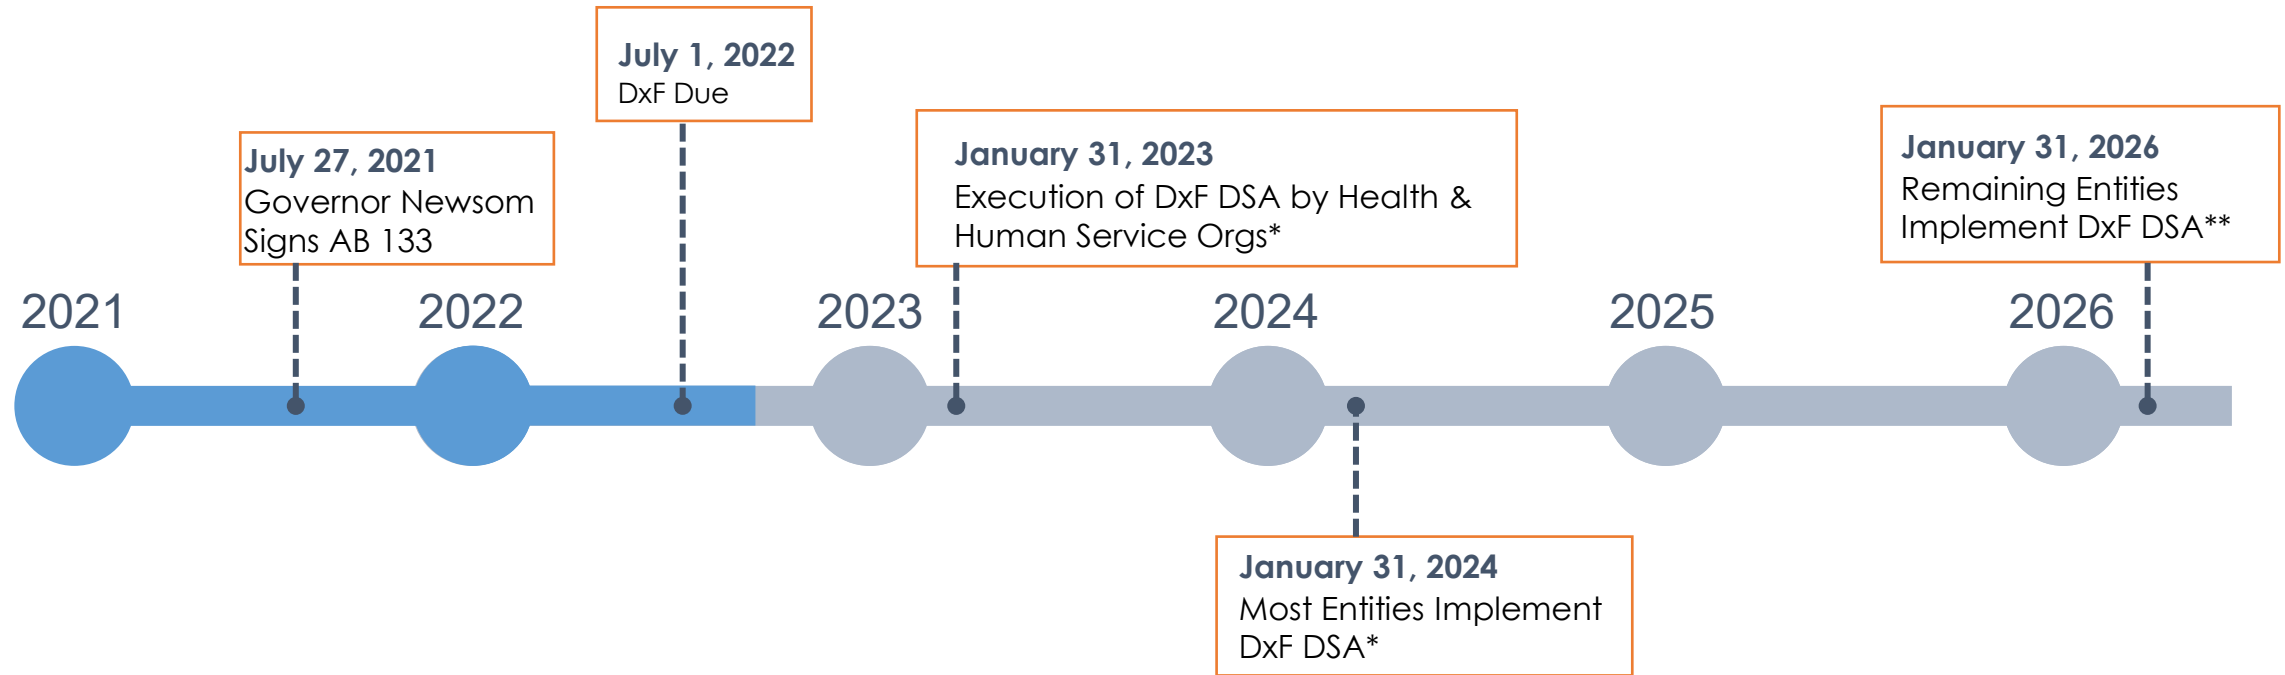 July 1, 2022
DxF Due
July 27, 2021
Governor Newsom
Signs AB 133
January 31, 2023
Execution of DxF DSA by Health &
Human Service Orgs*
January 31, 2026
Remaining Entities
Implement DxF DSA**
2021
2022
2023
2024
2025
2026
January 31, 2024
Most Entities Implement
DxF DSA*